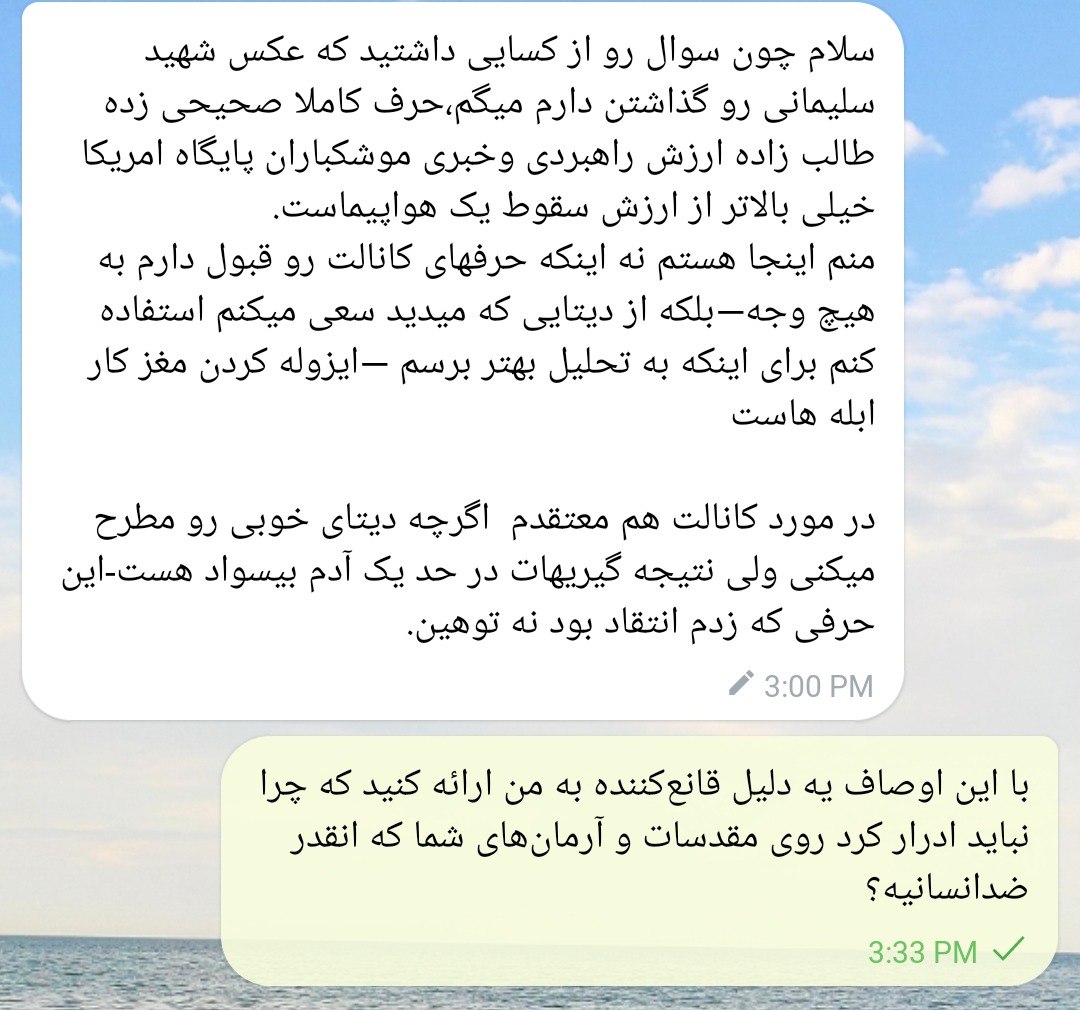 سلام چون سوال رو از کسایی داشتید که عکس شهید
سلیمانی رو گذاشتن دارم میگم،حرف کاملا صحیحی زده
طالب زاده ارزش راهبردی وخبری موشکباران پایگاه امریکا
خیلی بالاتر از ارزش سقوط یک هواپیماست.
منم اینجا هستم نه اینکه حرفهای کانالت رو قبول دارم به
هیچ وجه—بلکه از دیتایی که میدید سعی میکنم استفاده
کنم برای اینکه به تحلیل بهتر برسم —ایزوله کردن مغز کار
ابله هاست
در مورد کانالت هم معتقدم  اگرچه دیتای خوبی رو مطرح
میکنی ولی نتیجه گیریهات در حد یک آدم بیسواد هست-این
حرفی که زدم انتقاد بود نه توهین.
3:00 PM
با این اوصاف یه دلیل قانع‌کننده به من ارائه کنید که چرا
نباید ادرار کرد روی مقدسات و آرمان‌های شما که انقدر
ضدانسانیه؟
3:33 PM